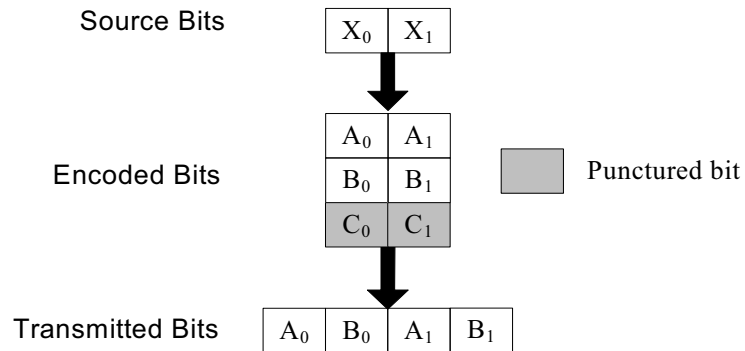 Source Bits X₀ X₁
A₀ A₁
Encoded Bits B₀ B₁ Punctured bit
C₀ C₁
Transmitted Bits A₀ B₀ A₁ B₁